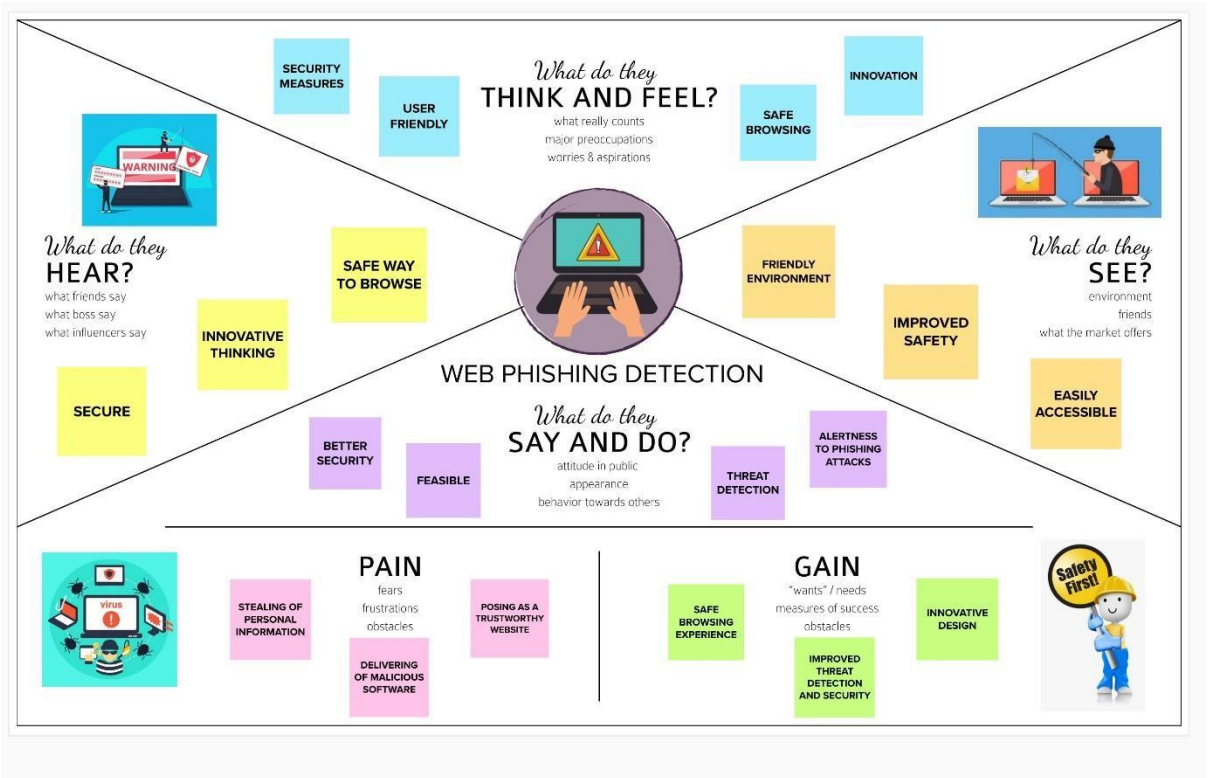 What do they
THINK AND FEEL?
what really counts
major preoccupations
worries & aspirations
SECURITY
MEASURES
USER
FRIENDLY
SAFE
BROWSING
INNOVATION
WARNING
What do they
HEAR?
what friends say
what boss say
what influencers say
SAFE WAY
TO BROWSE
INNOVATIVE
THINKING
SECURE
What do they
SEE?
environment
friends
what the market offers
FRIENDLY
ENVIRONMENT
IMPROVED
SAFETY
EASILY
ACCESSIBLE
WEB PHISHING DETECTION
What do they
SAY AND DO?
attitude in public
appearance
behavior towards others
BETTER
SECURITY
FEASIBLE
THREAT
DETECTION
ALERTNESS
TO PHISHING
ATTACKS
virus
PAIN
fears
frustrations
obstacles
STEALING OF
PERSONAL
INFORMATION
DELIVERING
OF MALICIOUS
SOFTWARE
POSING AS A
TRUSTWORTHY
WEBSITE
GAIN
"wants" / needs
measures of success
obstacles
SAFE
BROWSING
EXPERIENCE
IMPROVED
THREAT
DETECTION
AND SECURITY
INNOVATIVE
DESIGN
Safety
First!